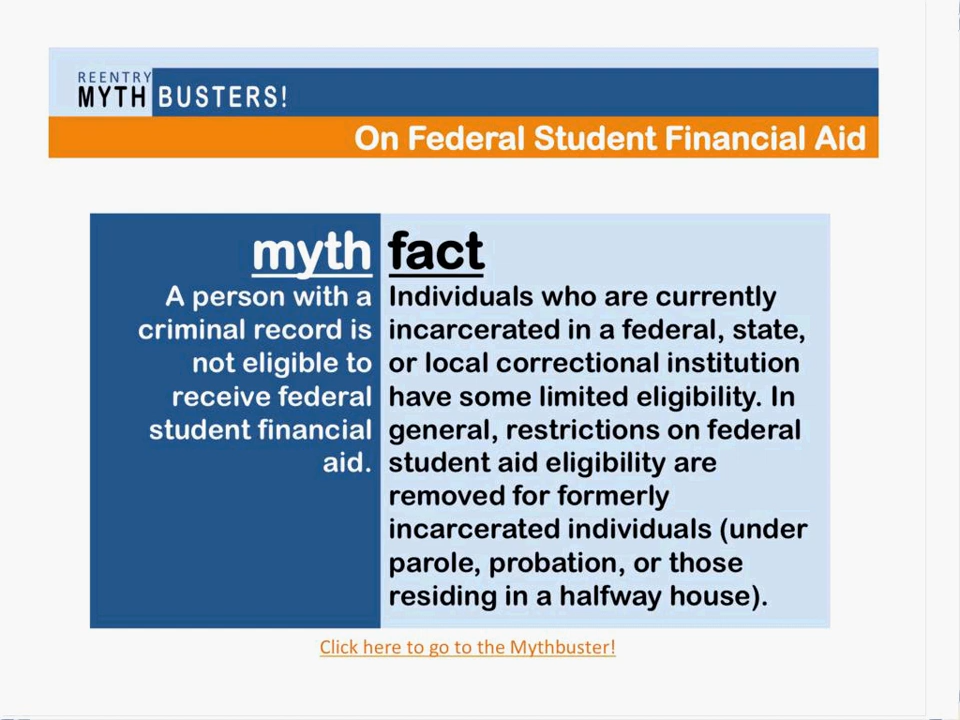 REENTRY
MYTH BUSTERS!
On Federal Student Financial Aid
myth
A person with a
criminal record is
not eligible to
receive federal
student financial
aid.
fact
Individuals who are currently
incarcerated in a federal, state,
or local correctional institution
have some limited eligibility. In
general, restrictions on federal
student aid eligibility are
removed for formerly
incarcerated individuals (under
parole, probation, or those
residing in a halfway house).
Click here to go to the Mythbuster!